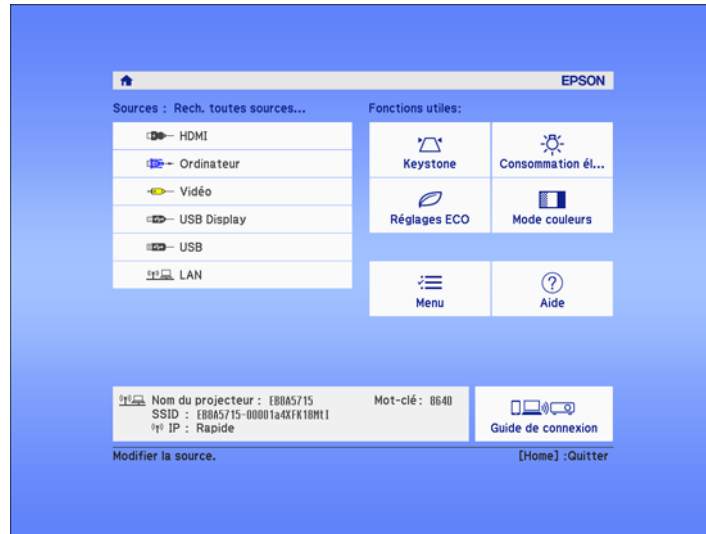 EPSON
Sources : Rech. toutes sources...
HDMI
Ordinateur
Vidéo
USB Display
USB
LAN
Fonctions utiles:
Keystone
Consommation él...
Réglages ECO
Mode couleurs
Menu
Aide
Nom du projecteur : EB8A5715
Mot-clé : 8640
SSID : EB8A5715-00001a4XFK18MtI
IP : Rapide
Guide de connexion
Modifier la source.
[Home] :Quitter